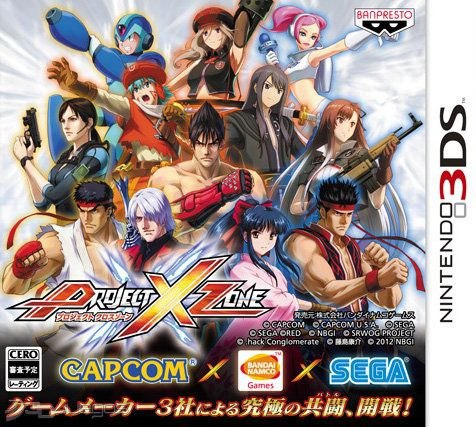 BANPRESTO
NINTENDO 3DS
PROJECT X ZONE
プロジェクト クロスゾーン
発売元:株式会社バンダイナムコゲームス
© CAPCOM © CAPCOM U.S.A. © SEGA
© SEGA ©RED © NBGI © SRWOG PROJECT
© .hack Conglomerate © 藤島康介 © 2012 NBGI
CERO
審査予定
レーティング
CAPCOM® × BANDAI NAMCO Games × SEGA®
ゲームメーカー3社による究極の共闘、開戦!
バトル